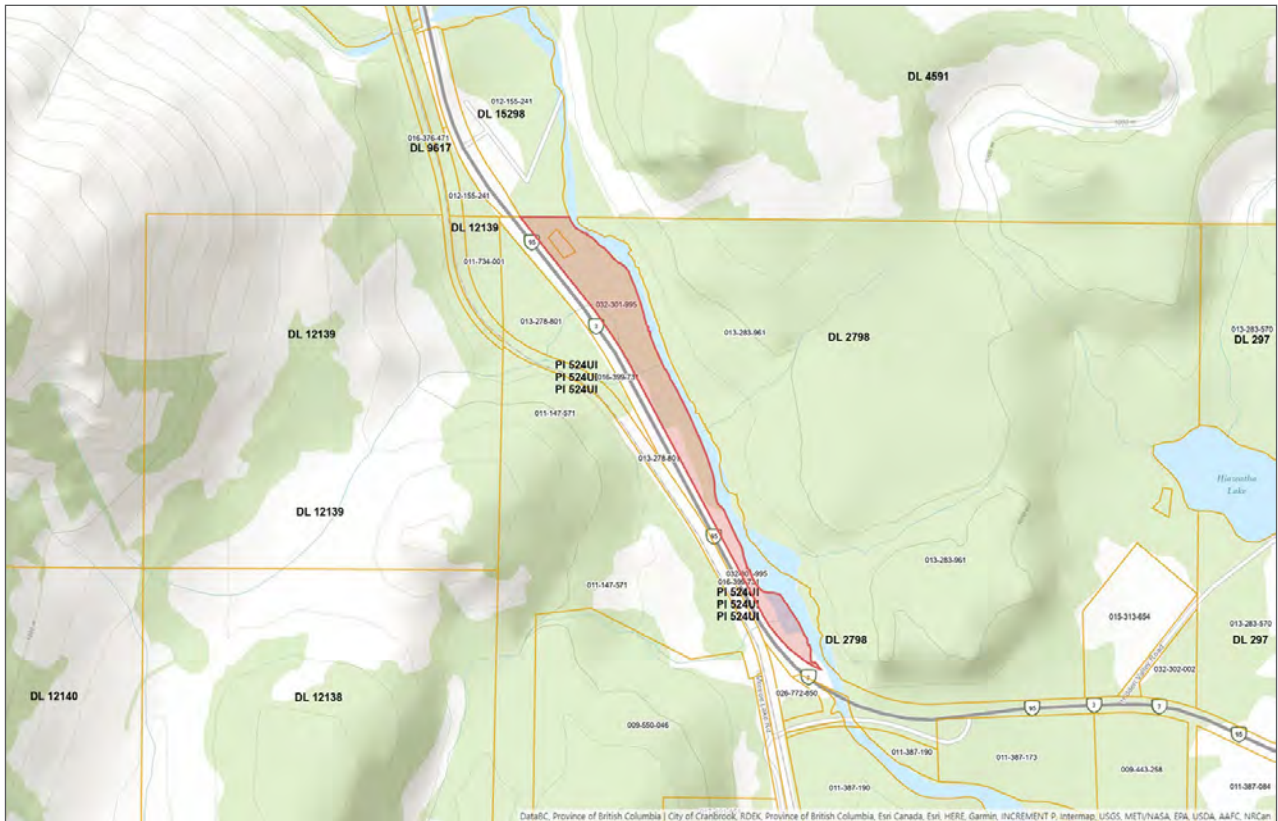 DL 4591
012-155-241
DL 15298
016-376-471
DL 9617
012-155-241
DL 12139
95
011-734-001
032-301-995
013-278-801
3
013-283-961
DL 2798
013-283-570
DL 297
DL 12139
PI 524UI
PI 524UI
016-399-731
PI 524UI
011-147-571
013-278-801
Hiawatha
Lake
DL 12139
95
013-283-961
011-147-571
PI 524UI
PI 524UI
PI 524UI
015-313-654
013-283-570
DL 297
DL 2798
032-302-002
DL 12140
DL 12138
026-772-850
009-550-046
95
3
95
011-387-190
011-387-173
009-443-258
011-387-190
011-387-084
DataBC, Province of British Columbia | City of Cranbrook, RDEK, Province of British Columbia, Esri Canada, Esri, HERE, Garmin, INCREMENT P, Intermap, USGS, METI/NASA, EPA, USDA, AAFC, NRCan